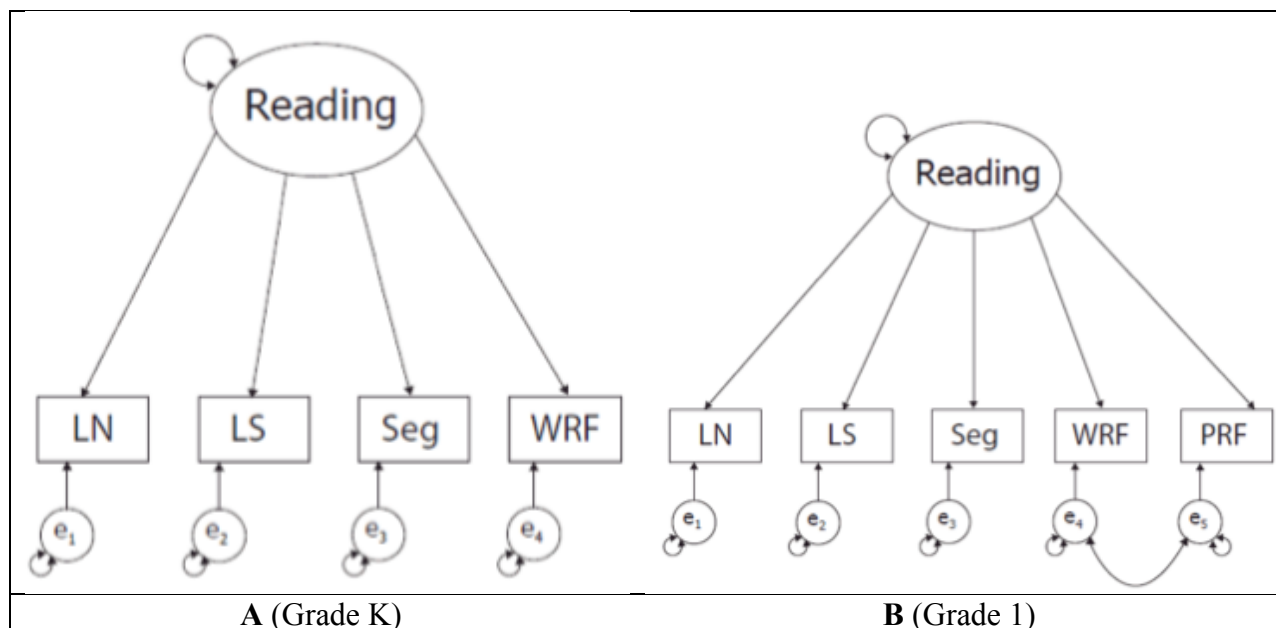 Reading
LN LS Seg WRF
e₁ e₂ e₃ e₄
A (Grade K)
Reading
LN LS Seg WRF PRF
e₁ e₂ e₃ e₄ e₅
B (Grade 1)